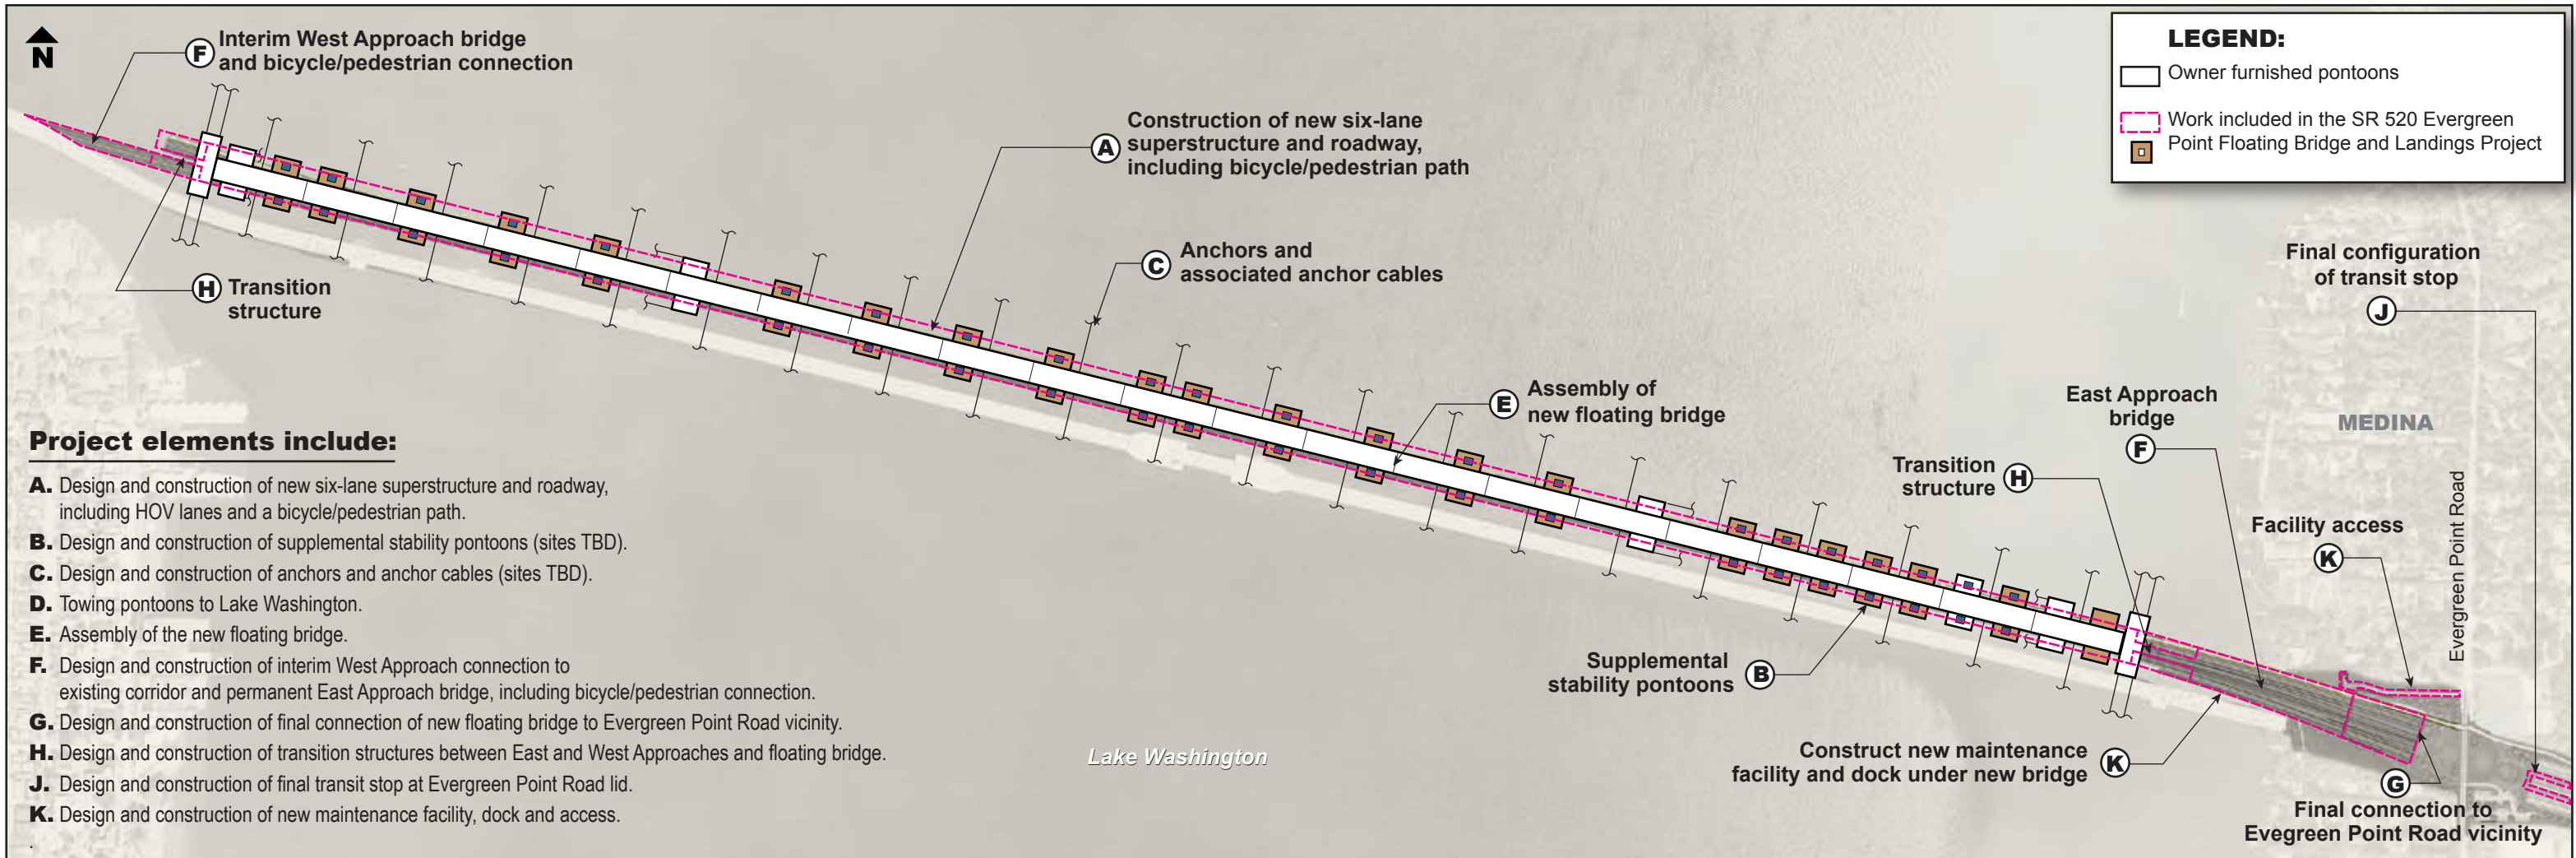 N
F Interim West Approach bridge
and bicycle/pedestrian connection
H Transition
structure
A Construction of new six-lane
superstructure and roadway,
including bicycle/pedestrian path
C Anchors and
associated anchor cables
E Assembly of
new floating bridge
LEGEND:
Owner furnished pontoons
Work included in the SR 520 Evergreen
Point Floating Bridge and Landings Project
Final configuration
of transit stop
J
East Approach
bridge
F
MEDINA
Transition
structure H
Facility access
K
Evergreen Point Road
Supplemental
stability pontoons B
Construct new maintenance
facility and dock under new bridge K
G
Final connection to
Evegreen Point Road vicinity
Lake Washington
Project elements include:
A. Design and construction of new six-lane superstructure and roadway,
including HOV lanes and a bicycle/pedestrian path.
B. Design and construction of supplemental stability pontoons (sites TBD).
C. Design and construction of anchors and anchor cables (sites TBD).
D. Towing pontoons to Lake Washington.
E. Assembly of the new floating bridge.
F. Design and construction of interim West Approach connection to
existing corridor and permanent East Approach bridge, including bicycle/pedestrian connection.
G. Design and construction of final connection of new floating bridge to Evergreen Point Road vicinity.
H. Design and construction of transition structures between East and West Approaches and floating bridge.
J. Design and construction of final transit stop at Evergreen Point Road lid.
K. Design and construction of new maintenance facility, dock and access.
.